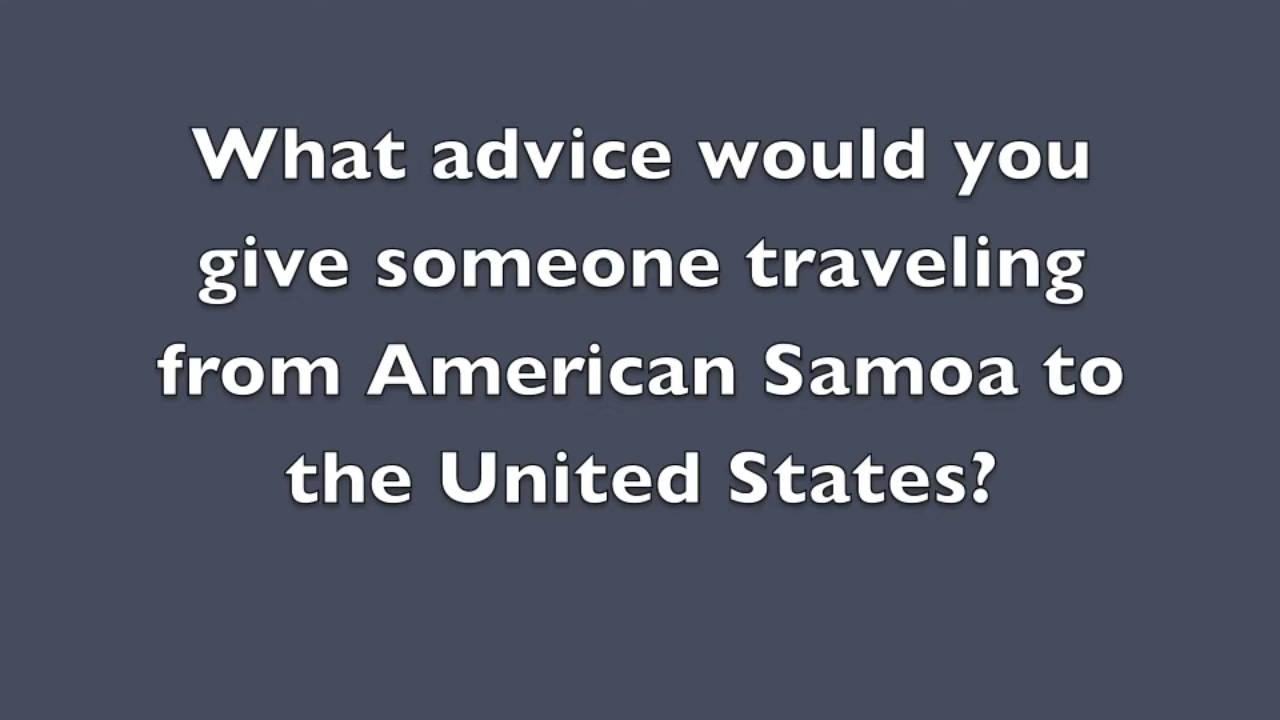 What advice would you
give someone traveling
from American Samoa to
the United States?